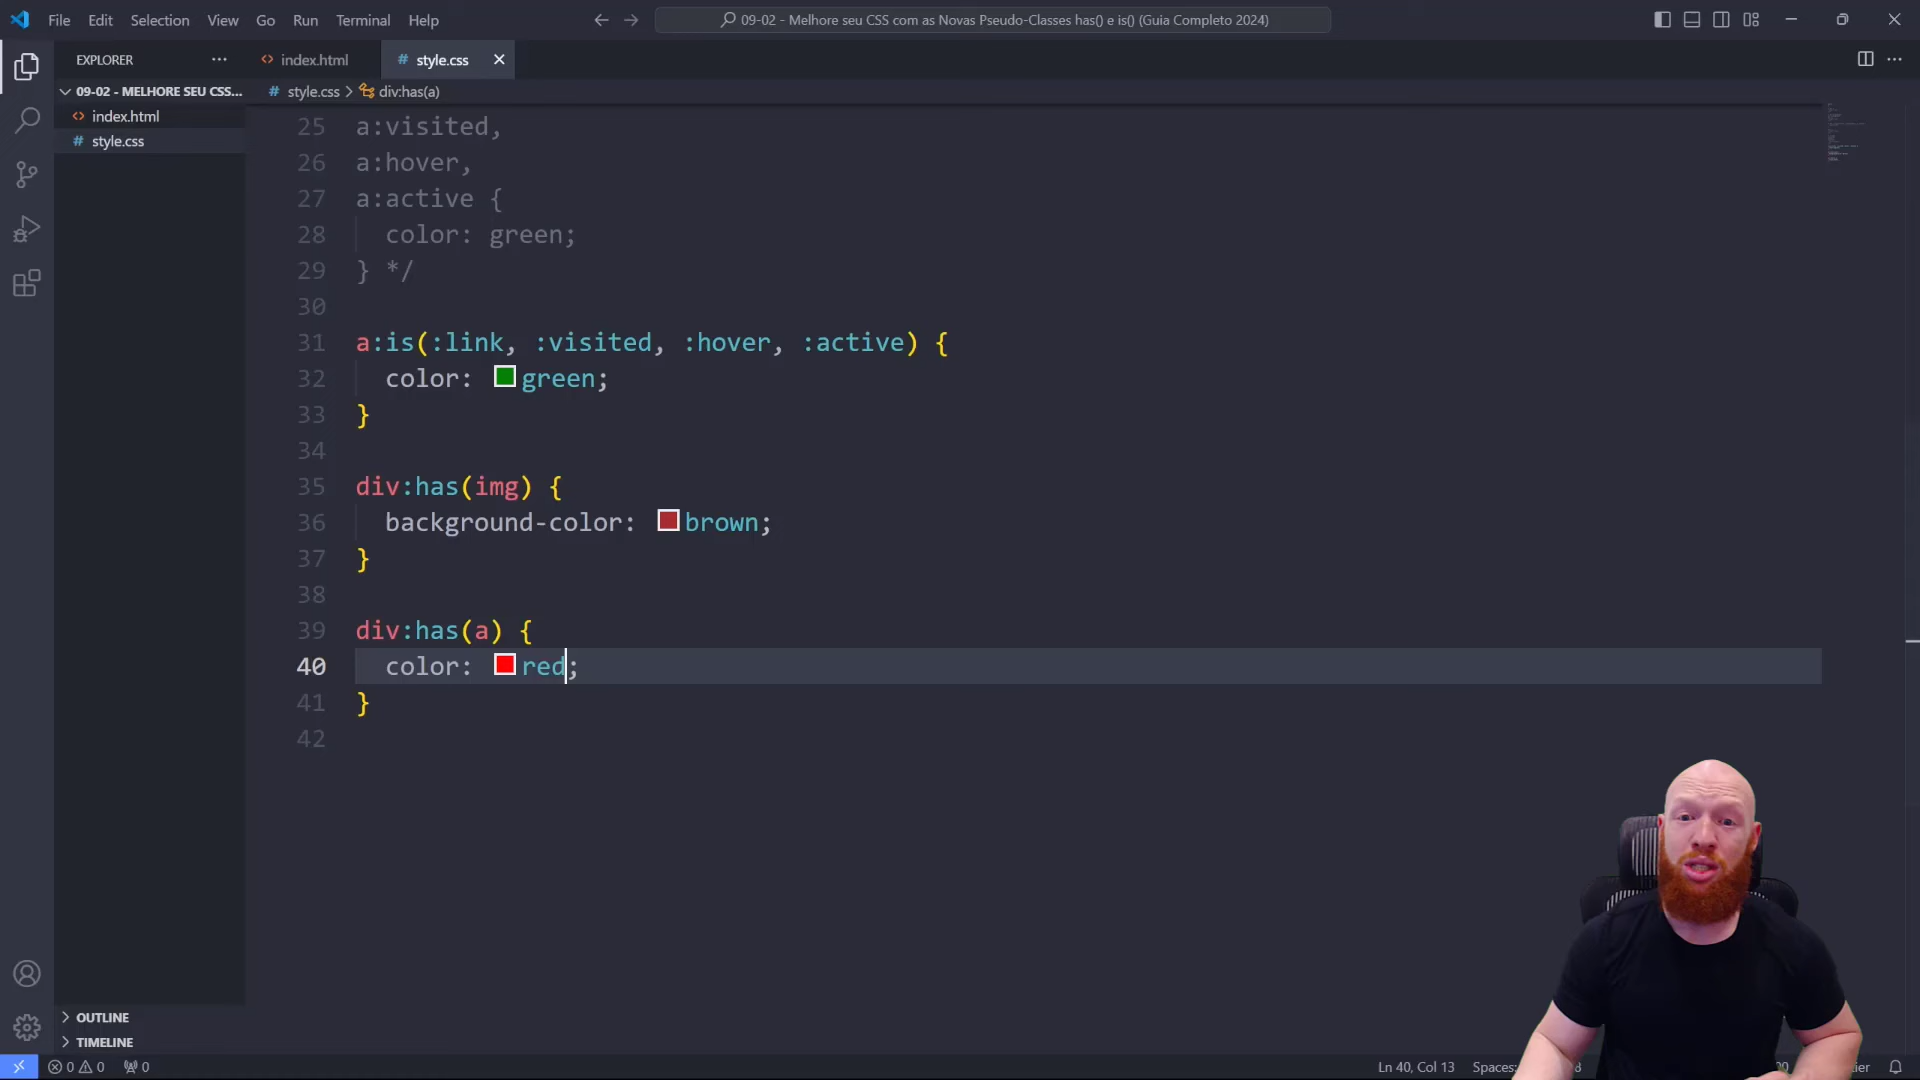 File Edit Selection View Go Run Terminal Help
09-02 - Melhore seu CSS com as Novas Pseudo-Classes has() e is() (Guia Completo 2024)
EXPLORER
index.html
style.css
09-02 - MELHORE SEU CSS...
style.css > div:has(a)
index.html
style.css
25 a:visited,
26 a:hover,
27 a:active {
28 color: green;
29 } */
30
31 a:is(:link, :visited, :hover, :active) {
32 color: green;
33 }
34
35 div:has(img) {
36 background-color: brown;
37 }
38
39 div:has(a) {
40 color: red;
41 }
42
OUTLINE
TIMELINE
0 0 0
Ln 40, Col 13
Spaces: